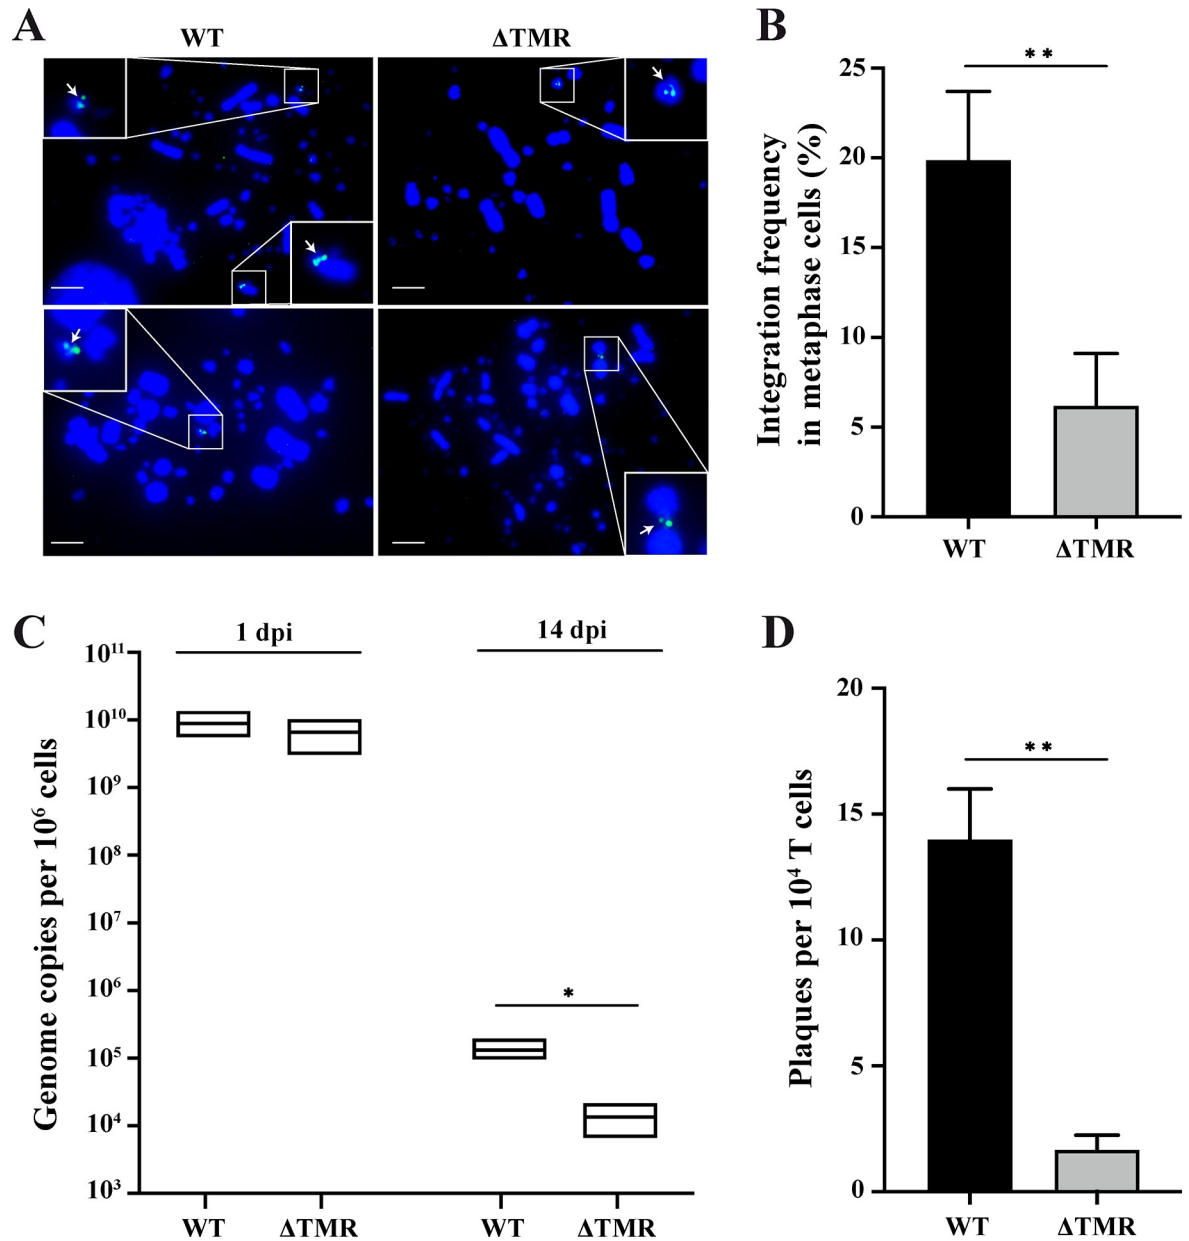 A
WT
ΔTMR
B
**
25
20
15
10
5
0
Integration frequency
in metaphase cells (%)
WT
ΔTMR
C
1 dpi
14 dpi
10¹¹
10¹⁰
10⁹
10⁸
10⁷
10⁶
10⁵
10⁴
10³
Genome copies per 10⁶ cells
*
WT
ΔTMR
WT
ΔTMR
D
20
15
10
5
0
Plaques per 10⁴ T cells
**
WT
ΔTMR